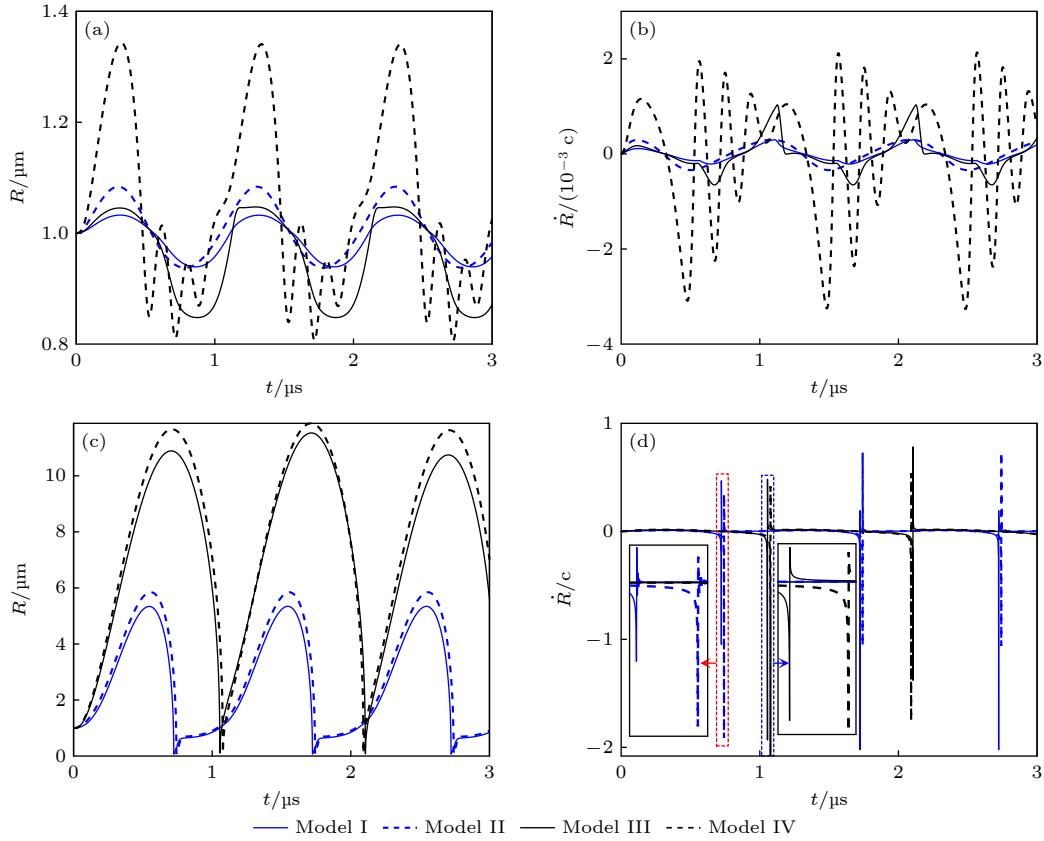 (a)
1.4
1.2
1.0
0.8
R/µm
0
1
2
3
t/µs
(b)
2
0
−2
−4
Ṙ/(10⁻³ c)
0
1
2
3
t/µs
(c)
10
8
6
4
2
0
R/µm
0
1
2
3
t/µs
(d)
1
0
−1
−2
Ṙ/c
0
1
2
3
t/µs
Model I Model II Model III Model IV